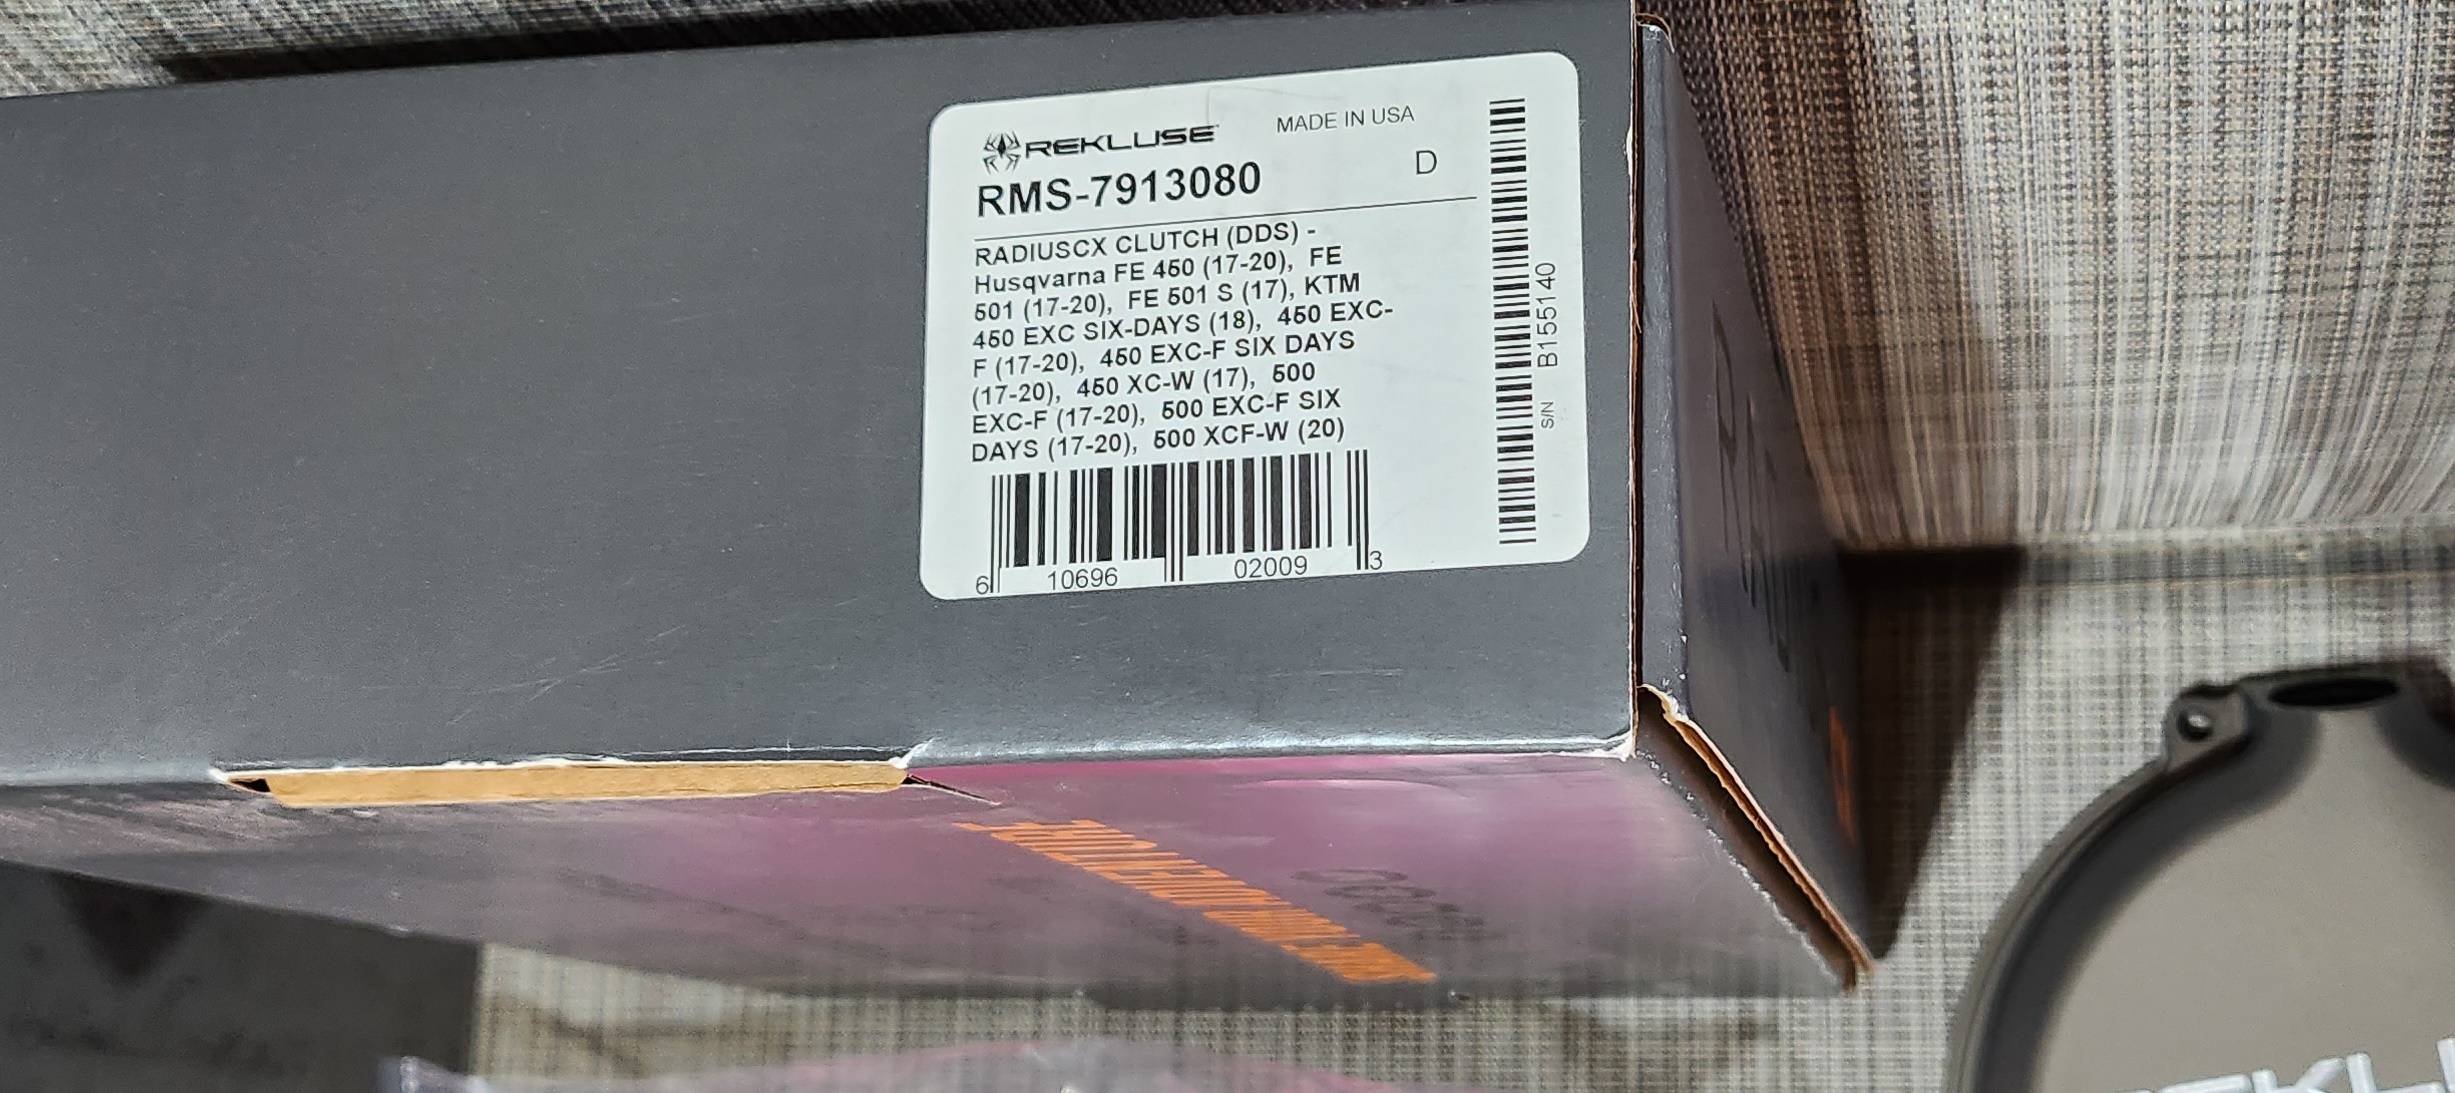 REKLUSE
MADE IN USA
RMS-7913080
D
RADIUSCX CLUTCH (DDS) -
Husqvarna FE 450 (17-20), FE
501 (17-20), FE 501 S (17), KTM
450 EXC SIX-DAYS (18), 450 EXC-
F (17-20), 450 EXC-F SIX DAYS
(17-20), 450 XC-W (17), 500
EXC-F (17-20), 500 EXC-F SIX
DAYS (17-20), 500 XCF-W (20)
6 10696 02009 3
S/N B155140